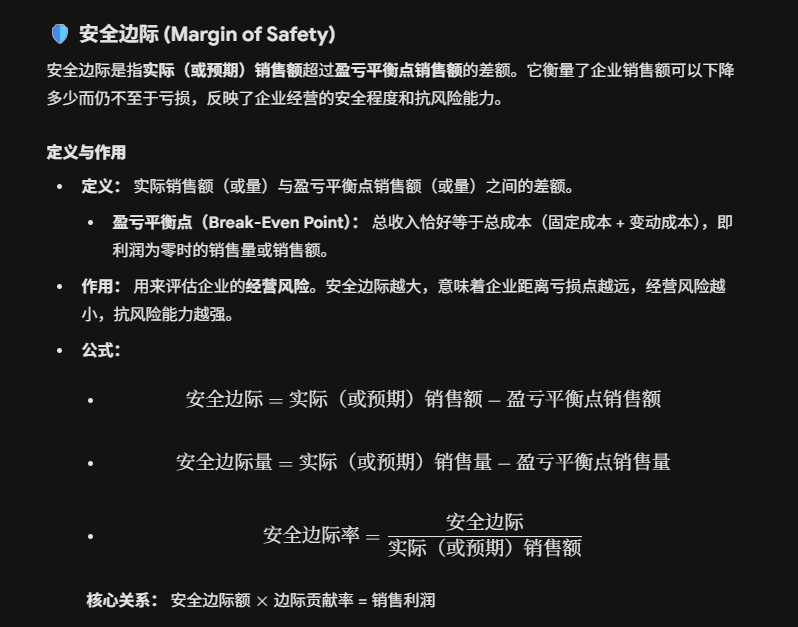 安全边际 (Margin of Safety)
安全边际是指实际（或预期）销售额超过盈亏平衡点销售额的差额。它衡量了企业销售额可以下降
多少而仍不至于亏损，反映了企业经营的安全程度和抗风险能力。
定义与作用
• 定义： 实际销售额（或量）与盈亏平衡点销售额（或量）之间的差额。
• 盈亏平衡点（Break-Even Point）： 总收入恰好等于总成本（固定成本 + 变动成本），即
利润为零时的销售量或销售额。
• 作用： 用来评估企业的经营风险。安全边际越大，意味着企业距离亏损点越远，经营风险越
小，抗风险能力越强。
• 公式：
• 安全边际 = 实际（或预期）销售额 − 盈亏平衡点销售额
• 安全边际量 = 实际（或预期）销售量 − 盈亏平衡点销售量
• 安全边际率 = 安全边际
实际（或预期）销售额
核心关系： 安全边际额 × 边际贡献率 = 销售利润